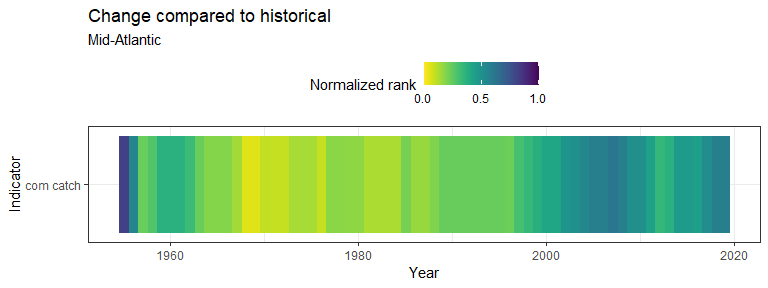 Change compared to historical
Mid-Atlantic
Normalized rank
0.0 0.5 1.0
Indicator
com catch
1960 1980 2000 2020
Year